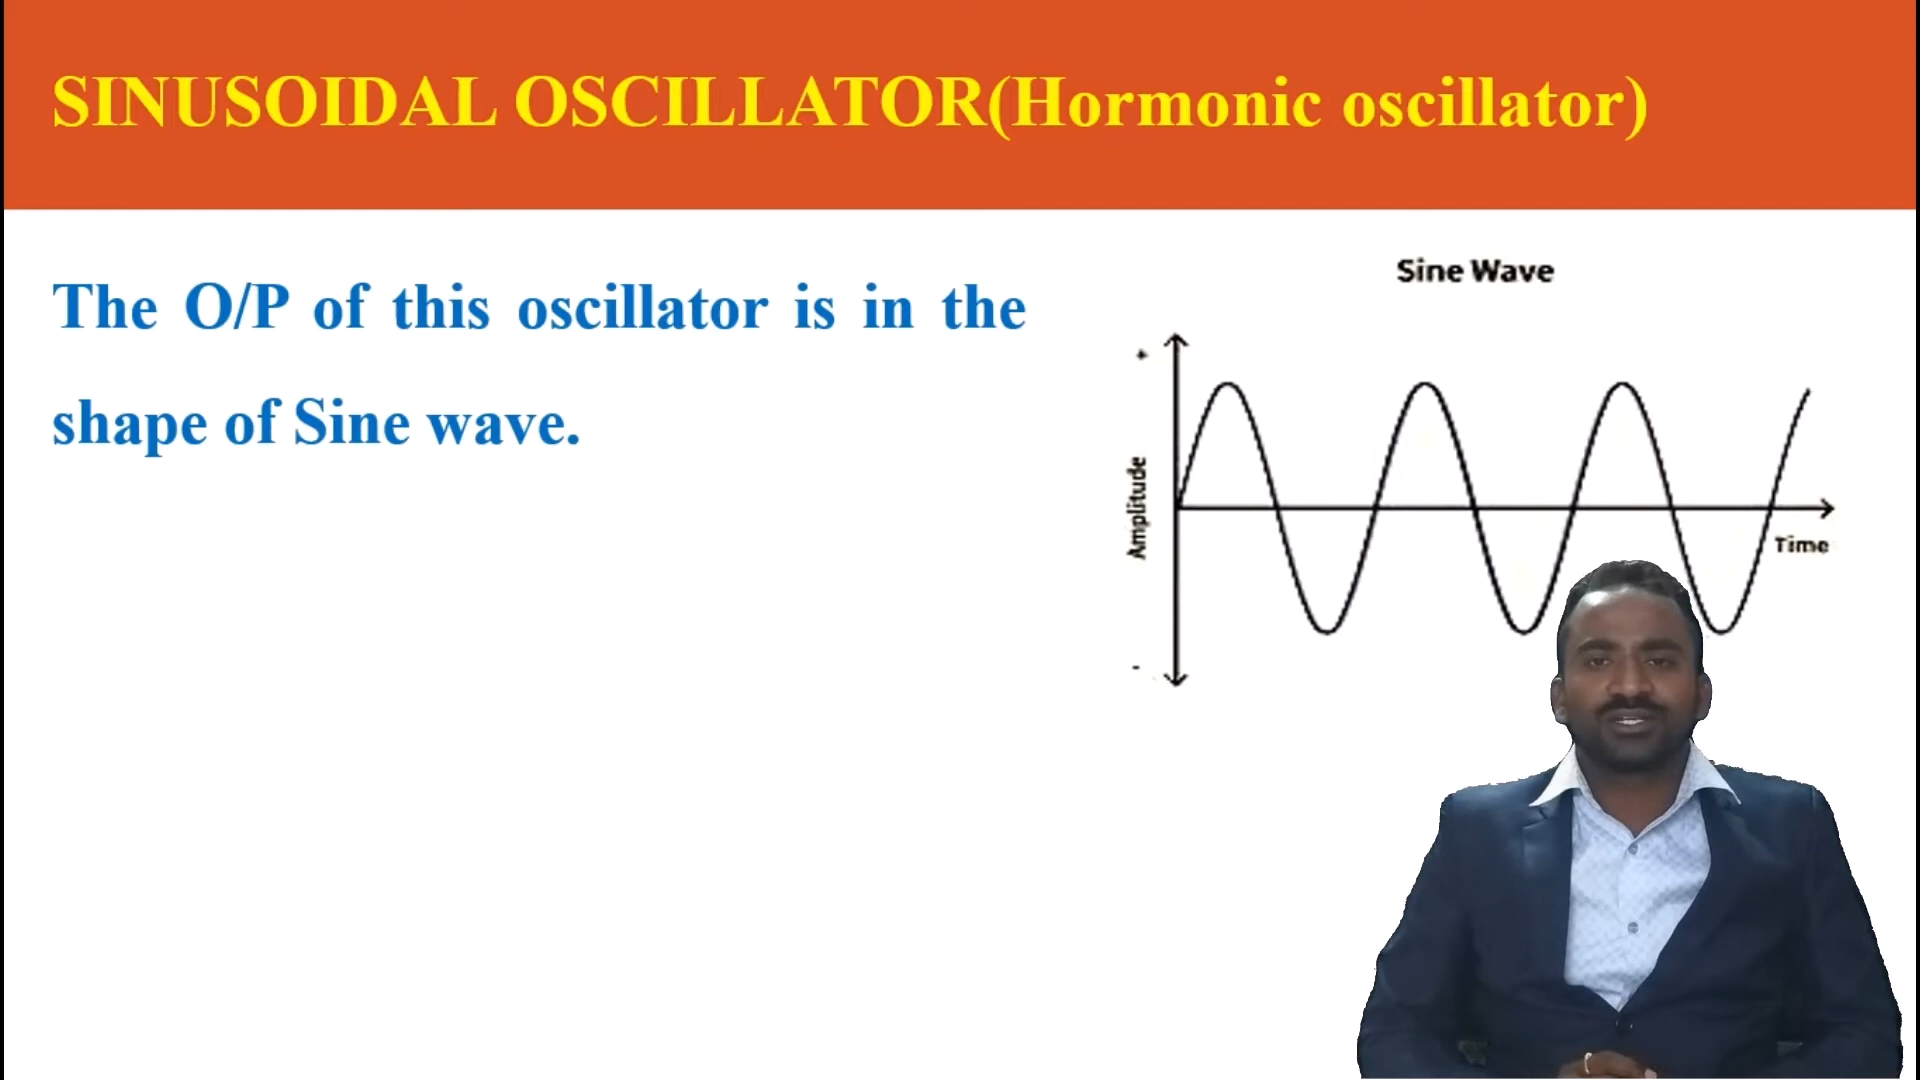 SINUSOIDAL OSCILLATOR(Hormonic oscillator)
The O/P of this oscillator is in the
shape of Sine wave.
Sine Wave
+
Amplitude
Time
-